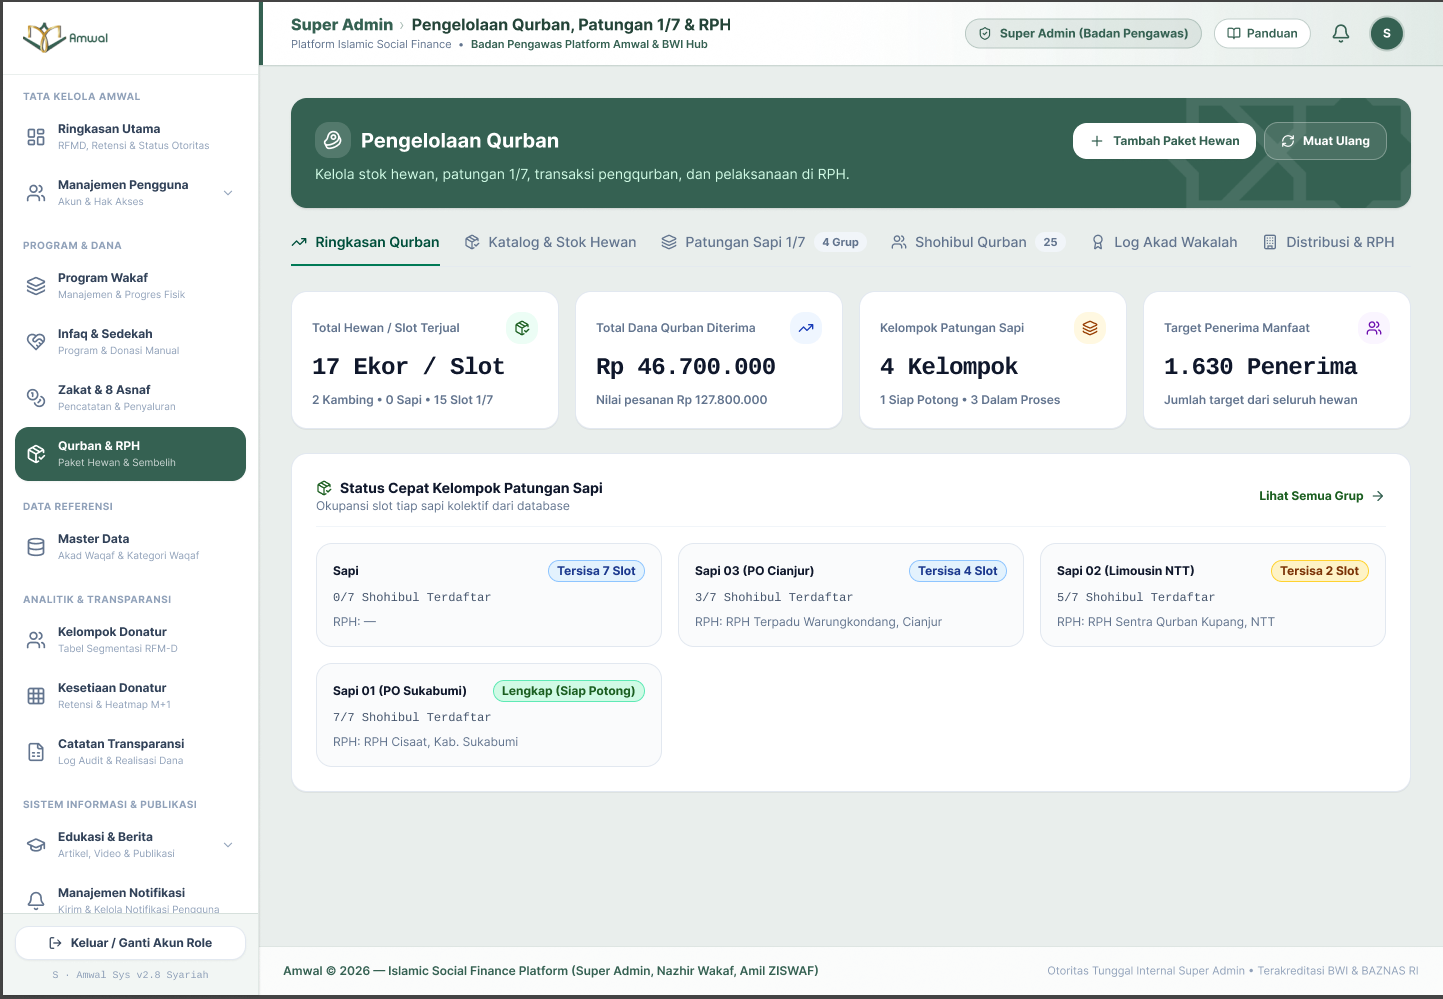 Amwal
TATA KELOLA AMWAL
Ringkasan Utama
RFMD, Retensi & Status Otoritas
Manajemen Pengguna
Akun & Hak Akses
PROGRAM & DANA
Program Wakaf
Manajemen & Progres Fisik
Infaq & Sedekah
Program & Donasi Manual
Zakat & 8 Asnaf
Pencatatan & Penyaluran
Qurban & RPH
Paket Hewan & Sembelih
DATA REFERENSI
Master Data
Akad Waqaf & Kategori Waqaf
ANALITIK & TRANSPARANSI
Kelompok Donatur
Tabel Segmentasi RFM-D
Kesetiaan Donatur
Retensi & Heatmap M+1
Catatan Transparansi
Log Audit & Realisasi Dana
SISTEM INFORMASI & PUBLIKASI
Edukasi & Berita
Artikel, Video & Publikasi
Manajemen Notifikasi
Kirim & Kelola Notifikasi Pengguna
Keluar / Ganti Akun Role
S · Amwal Sys v2.8 Syariah
Super Admin › Pengelolaan Qurban, Patungan 1/7 & RPH
Platform Islamic Social Finance • Badan Pengawas Platform Amwal & BWI Hub
Super Admin (Badan Pengawas)
Panduan
S
Pengelolaan Qurban
Kelola stok hewan, patungan 1/7, transaksi pengqurban, dan pelaksanaan di RPH.
Tambah Paket Hewan
Muat Ulang
Ringkasan Qurban
Katalog & Stok Hewan
Patungan Sapi 1/7 4 Grup
Shohibul Qurban 25
Log Akad Wakalah
Distribusi & RPH
Total Hewan / Slot Terjual
17 Ekor / Slot
2 Kambing • 0 Sapi • 15 Slot 1/7
Total Dana Qurban Diterima
Rp 46.700.000
Nilai pesanan Rp 127.800.000
Kelompok Patungan Sapi
4 Kelompok
1 Siap Potong • 3 Dalam Proses
Target Penerima Manfaat
1.630 Penerima
Jumlah target dari seluruh hewan
Status Cepat Kelompok Patungan Sapi
Okupansi slot tiap sapi kolektif dari database
Lihat Semua Grup
Sapi
Tersisa 7 Slot
0/7 Shohibul Terdaftar
RPH: —
Sapi 03 (PO Cianjur)
Tersisa 4 Slot
3/7 Shohibul Terdaftar
RPH: RPH Terpadu Warungkondang, Cianjur
Sapi 02 (Limousin NTT)
Tersisa 2 Slot
5/7 Shohibul Terdaftar
RPH: RPH Sentra Qurban Kupang, NTT
Sapi 01 (PO Sukabumi)
Lengkap (Siap Potong)
7/7 Shohibul Terdaftar
RPH: RPH Cisaat, Kab. Sukabumi
Amwal © 2026 — Islamic Social Finance Platform (Super Admin, Nazhir Wakaf, Amil ZISWAF)
Otoritas Tunggal Internal Super Admin • Terakreditasi BWI & BAZNAS RI